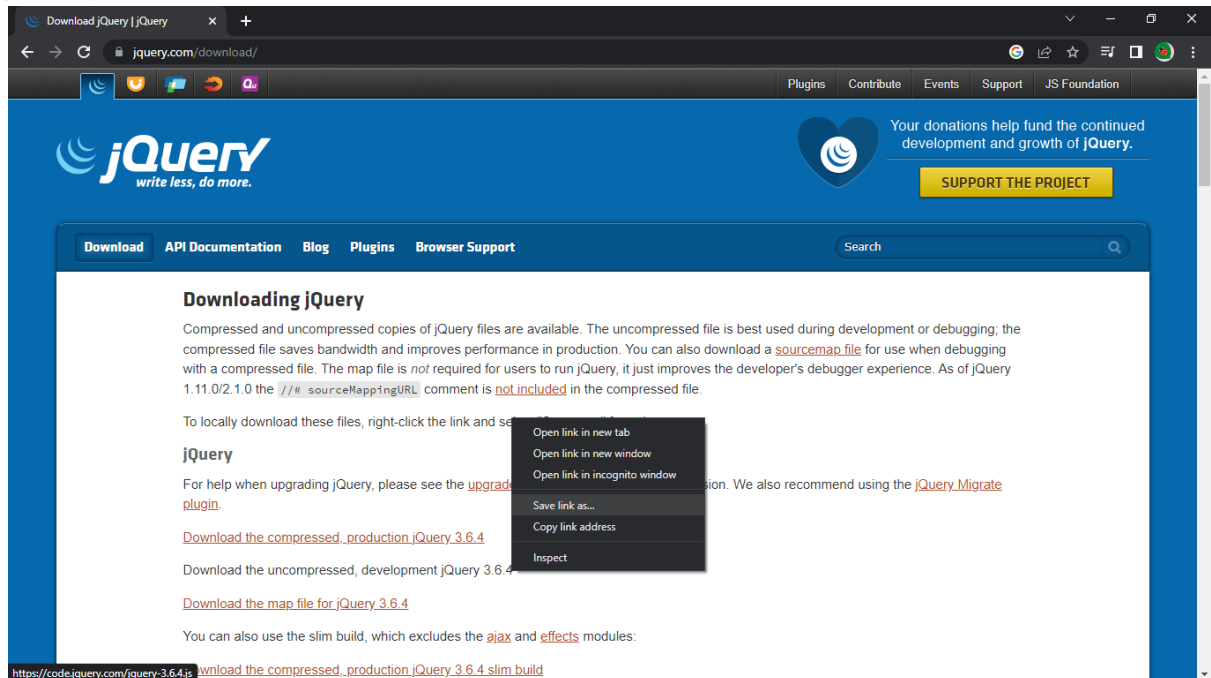 Download jQuery | jQuery
jquery.com/download/
Plugins Contribute Events Support JS Foundation
jQuery
write less, do more.
Your donations help fund the continued
development and growth of jQuery.
SUPPORT THE PROJECT
Download API Documentation Blog Plugins Browser Support
Search
Downloading jQuery
Compressed and uncompressed copies of jQuery files are available. The uncompressed file is best used during development or debugging; the
compressed file saves bandwidth and improves performance in production. You can also download a sourcemap file for use when debugging
with a compressed file. The map file is not required for users to run jQuery, it just improves the developer's debugger experience. As of jQuery
1.11.0/2.1.0 the //# sourceMappingURL comment is not included in the compressed file.
To locally download these files, right-click the link and
jQuery
For help when upgrading jQuery, please see the We also recommend using the jQuery Migrate
plugin.
Download the compressed, production jQuery 3.6.4
Download the uncompressed, development jQuery 3.6.4
Download the map file for jQuery 3.6.4
You can also use the slim build, which excludes the ajax and effects modules:
the compressed, production jQuery 3.6.4 slim build
Open link in new tab
Open link in new window
Open link in incognito window
Save link as...
Copy link address
Inspect
https://code.jquery.com/jquery-3.6.4.js